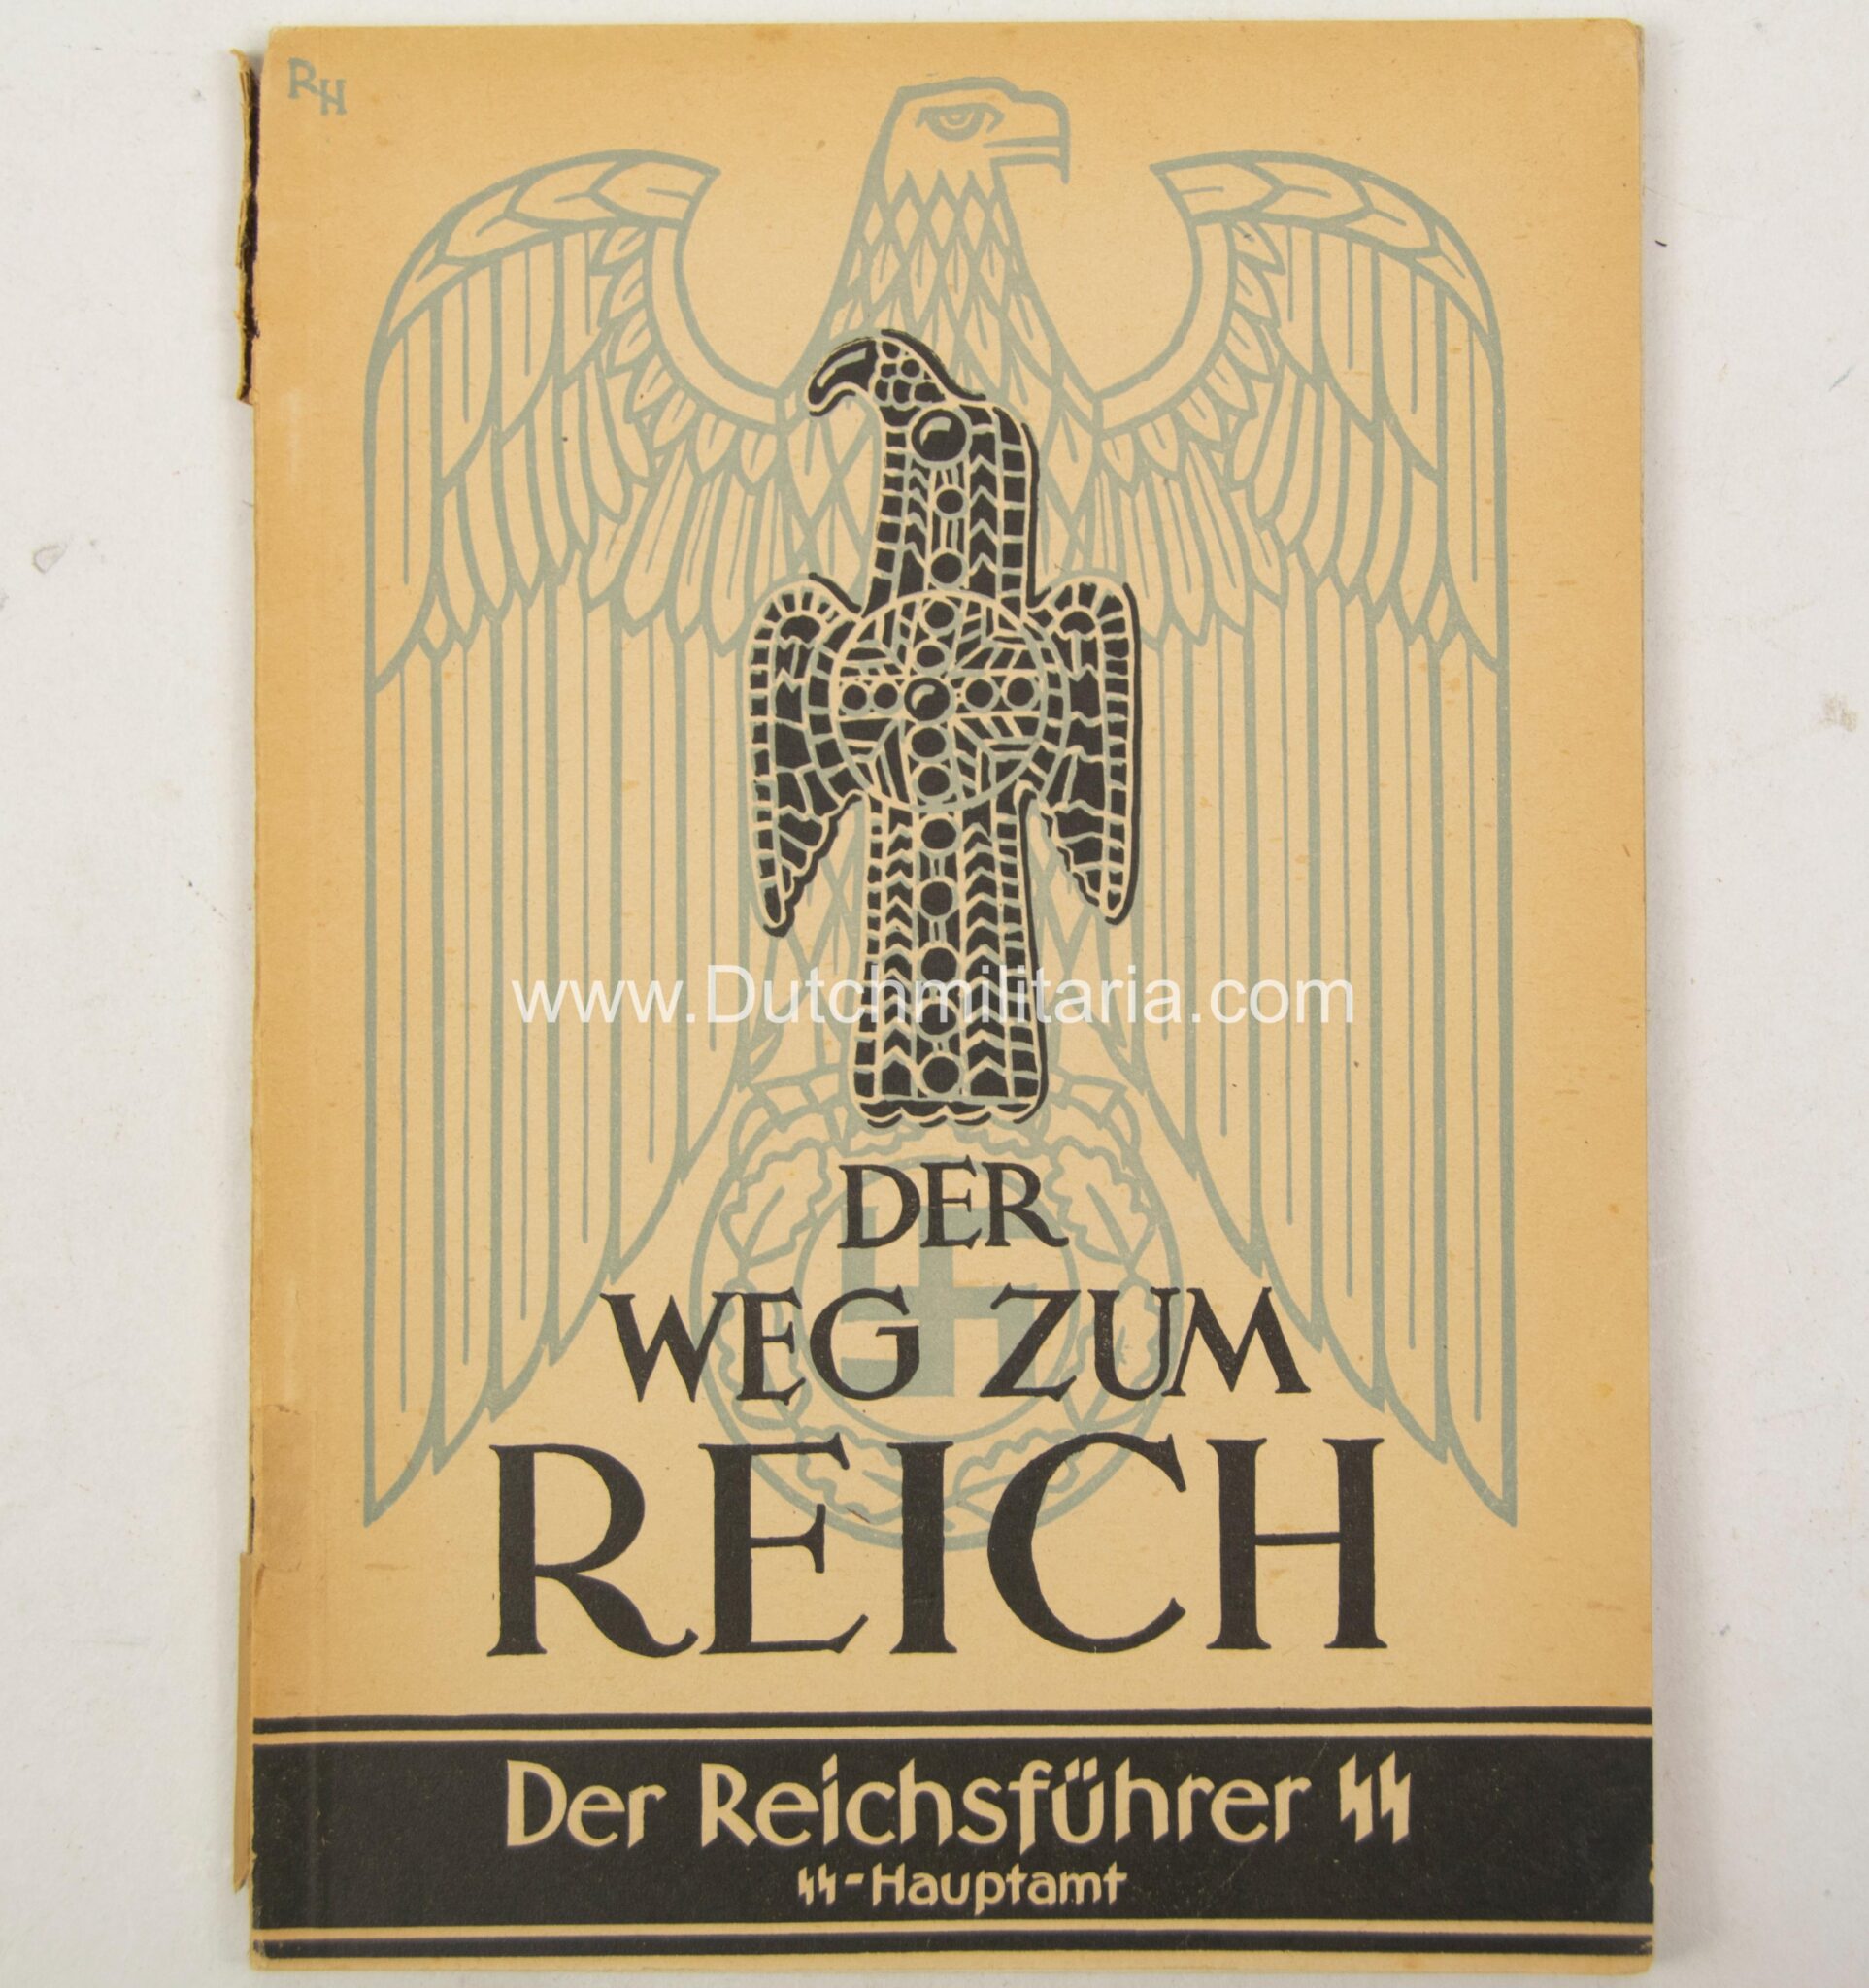 RH
www.Dutchmilitaria.com
DER
WEG ZUM
REICH
Der Reichsführer SS
SS-Hauptamt